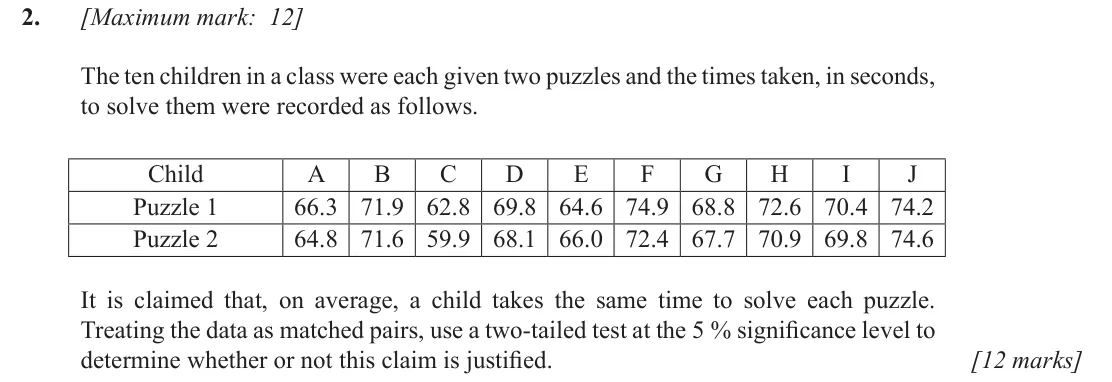 2. [Maximum mark: 12]
The ten children in a class were each given two puzzles and the times taken, in seconds,
to solve them were recorded as follows.
Child A B C D E F G H I J
Puzzle 1 66.3 71.9 62.8 69.8 64.6 74.9 68.8 72.6 70.4 74.2
Puzzle 2 64.8 71.6 59.9 68.1 66.0 72.4 67.7 70.9 69.8 74.6
It is claimed that, on average, a child takes the same time to solve each puzzle.
Treating the data as matched pairs, use a two-tailed test at the 5 % significance level to
determine whether or not this claim is justified. [12 marks]